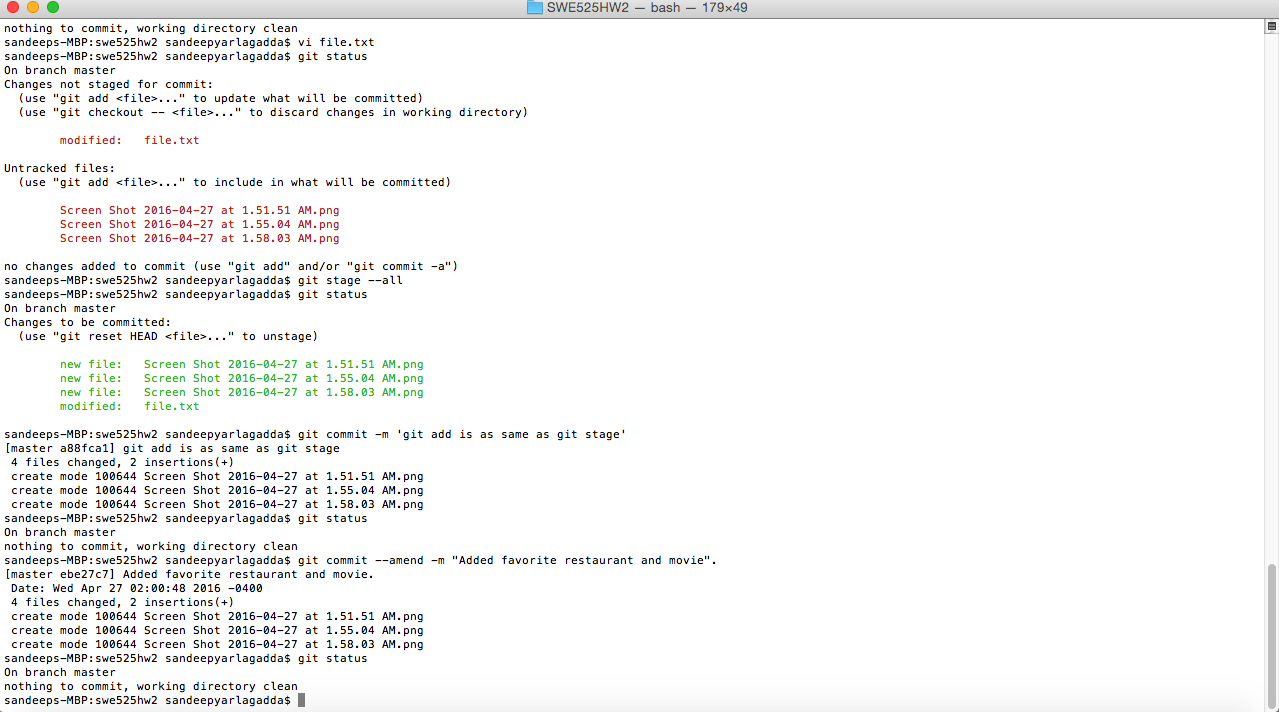 SWE525HW2 — bash — 179×49
nothing to commit, working directory clean
sandeeps-MBP:swe525hw2 sandeepyarlagadda$ vi file.txt
sandeeps-MBP:swe525hw2 sandeepyarlagadda$ git status
On branch master
Changes not staged for commit:
  (use "git add <file>..." to update what will be committed)
  (use "git checkout -- <file>..." to discard changes in working directory)
        modified:   file.txt
Untracked files:
  (use "git add <file>..." to include in what will be committed)
        Screen Shot 2016-04-27 at 1.51.51 AM.png
        Screen Shot 2016-04-27 at 1.55.04 AM.png
        Screen Shot 2016-04-27 at 1.58.03 AM.png
no changes added to commit (use "git add" and/or "git commit -a")
sandeeps-MBP:swe525hw2 sandeepyarlagadda$ git stage --all
sandeeps-MBP:swe525hw2 sandeepyarlagadda$ git status
On branch master
Changes to be committed:
  (use "git reset HEAD <file>..." to unstage)
        new file:   Screen Shot 2016-04-27 at 1.51.51 AM.png
        new file:   Screen Shot 2016-04-27 at 1.55.04 AM.png
        new file:   Screen Shot 2016-04-27 at 1.58.03 AM.png
        modified:   file.txt
sandeeps-MBP:swe525hw2 sandeepyarlagadda$ git commit -m 'git add is as same as git stage'
[master a88fca1] git add is as same as git stage
 4 files changed, 2 insertions(+)
 create mode 100644 Screen Shot 2016-04-27 at 1.51.51 AM.png
 create mode 100644 Screen Shot 2016-04-27 at 1.55.04 AM.png
 create mode 100644 Screen Shot 2016-04-27 at 1.58.03 AM.png
sandeeps-MBP:swe525hw2 sandeepyarlagadda$ git status
On branch master
nothing to commit, working directory clean
sandeeps-MBP:swe525hw2 sandeepyarlagadda$ git commit --amend -m "Added favorite restaurant and movie".
[master ebe27c7] Added favorite restaurant and movie.
 Date: Wed Apr 27 02:00:48 2016 -0400
 4 files changed, 2 insertions(+)
 create mode 100644 Screen Shot 2016-04-27 at 1.51.51 AM.png
 create mode 100644 Screen Shot 2016-04-27 at 1.55.04 AM.png
 create mode 100644 Screen Shot 2016-04-27 at 1.58.03 AM.png
sandeeps-MBP:swe525hw2 sandeepyarlagadda$ git status
On branch master
nothing to commit, working directory clean
sandeeps-MBP:swe525hw2 sandeepyarlagadda$